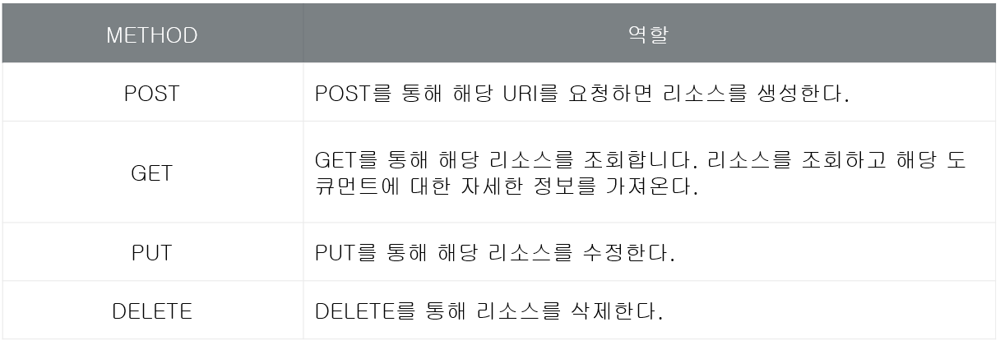 METHOD 역할
POST POST를 통해 해당 URI를 요청하면 리소스를 생성한다.
GET GET를 통해 해당 리소스를 조회합니다. 리소스를 조회하고 해당 도
큐먼트에 대한 자세한 정보를 가져온다.
PUT PUT를 통해 해당 리소스를 수정한다.
DELETE DELETE를 통해 리소스를 삭제한다.